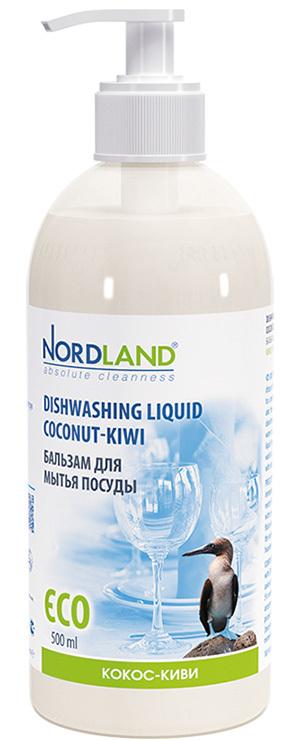 NORDLAND®
absolute cleanness
DISHWASHING LIQUID
COCONUT-KIWI
БАЛЬЗАМ ДЛЯ
МЫТЬЯ ПОСУДЫ
ECO
500 ml
КОКОС-КИВИ